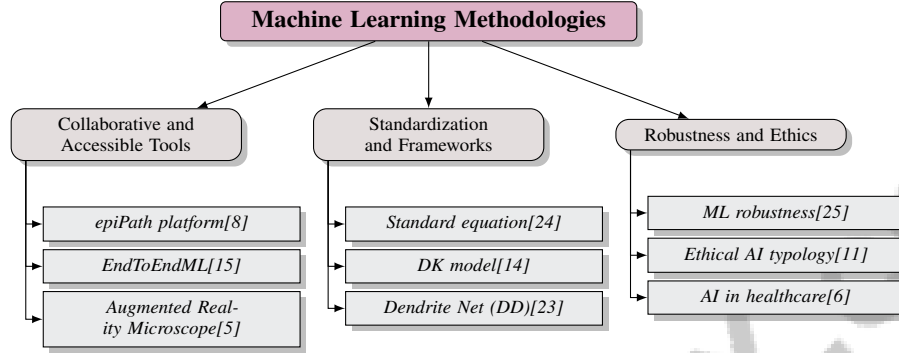 Machine Learning Methodologies
Collaborative and
Accessible Tools
epiPath platform[8]
EndToEndML[15]
Augmented Real-
ity Microscope[5]
Standardization
and Frameworks
Standard equation[24]
DK model[14]
Dendrite Net (DD)[23]
Robustness and Ethics
ML robustness[25]
Ethical AI typology[11]
AI in healthcare[6]